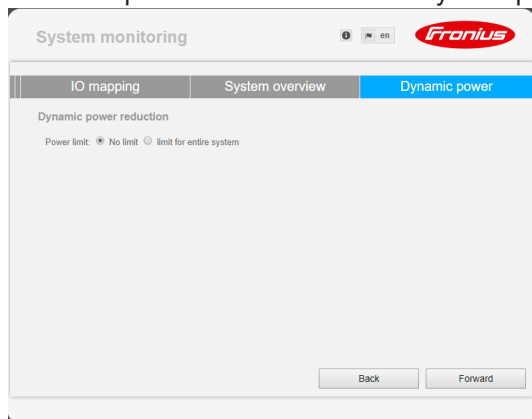 System monitoring
en
Fronius
IO mapping
System overview
Dynamic power
Dynamic power reduction
Power limit: No limit limit for entire system
Back
Forward